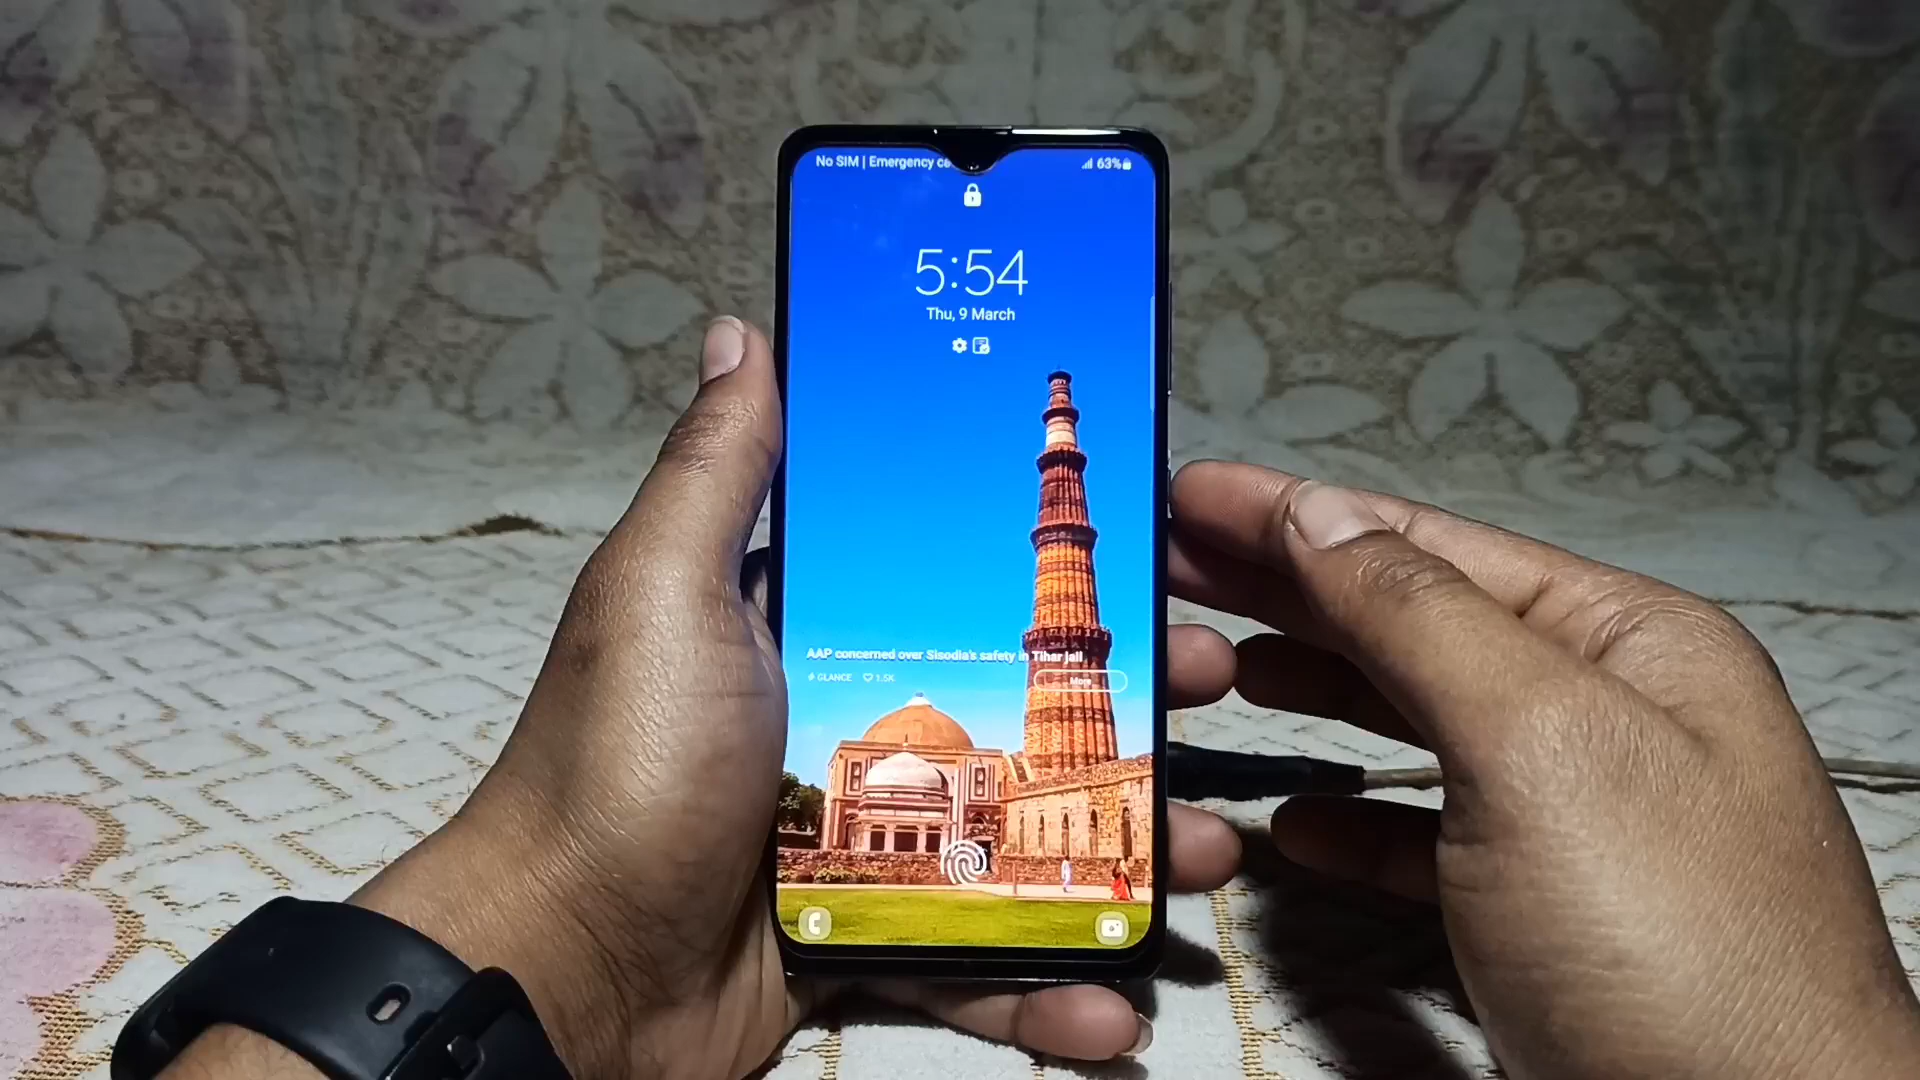 No SIM | Emergency ca
63%
5:54
Thu, 9 March
AAP concerned over Sisodia's safety in Tihar jail
GLANCE 1.5K
More